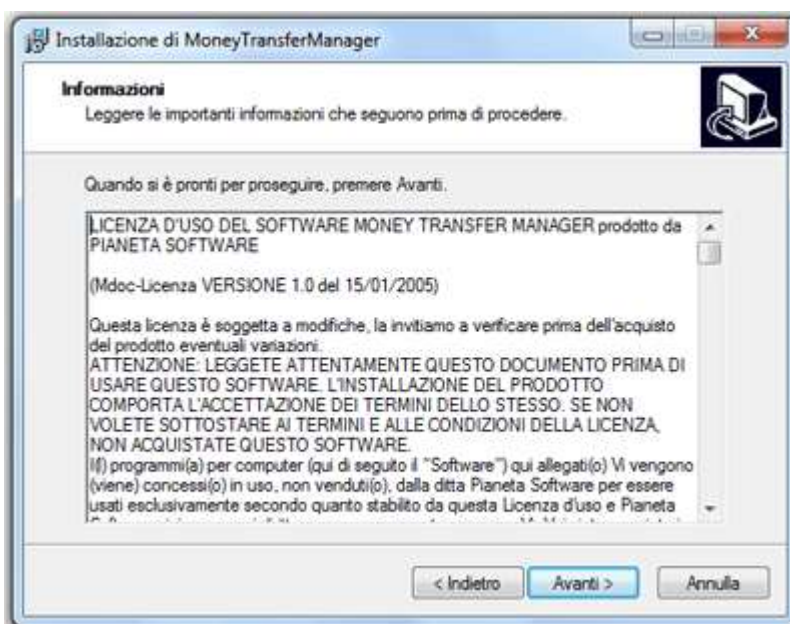 Installazione di MoneyTransferManager
Informazioni
Leggere le importanti informazioni che seguono prima di procedere.
Quando si è pronti per proseguire, premere Avanti.
LICENZA D'USO DEL SOFTWARE MONEY TRANSFER MANAGER prodotto da
PIANETA SOFTWARE
(Mdoc-Licenza VERSIONE 1.0 del 15/01/2005)
Questa licenza è soggetta a modifiche, la invitiamo a verificare prima dell'acquisto
del prodotto eventuali variazioni.
ATTENZIONE: LEGGETE ATTENTAMENTE QUESTO DOCUMENTO PRIMA DI
USARE QUESTO SOFTWARE. L'INSTALLAZIONE DEL PRODOTTO
COMPORTA L'ACCETTAZIONE DEI TERMINI DELLO STESSO. SE NON
VOLETE SOTTOSTARE AI TERMINI E ALLE CONDIZIONI DELLA LICENZA,
NON ACQUISTATE QUESTO SOFTWARE.
I(l) programmi(a) per computer (qui di seguito il "Software") qui allegati(o) Vi vengono
(viene) concessi(o) in uso, non venduti(o), dalla ditta Pianeta Software per essere
usati esclusivamente secondo quanto stabilito da questa Licenza d'uso e Pianeta
< Indietro
Avanti >
Annulla